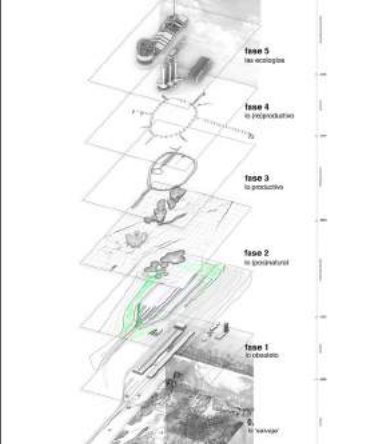 fase 5
las ecologías
fase 4
lo (re)productivo
fase 3
lo productivo
fase 2
lo (pos)natural
fase 1
lo obsoleto
0.
lo 'salvaje'